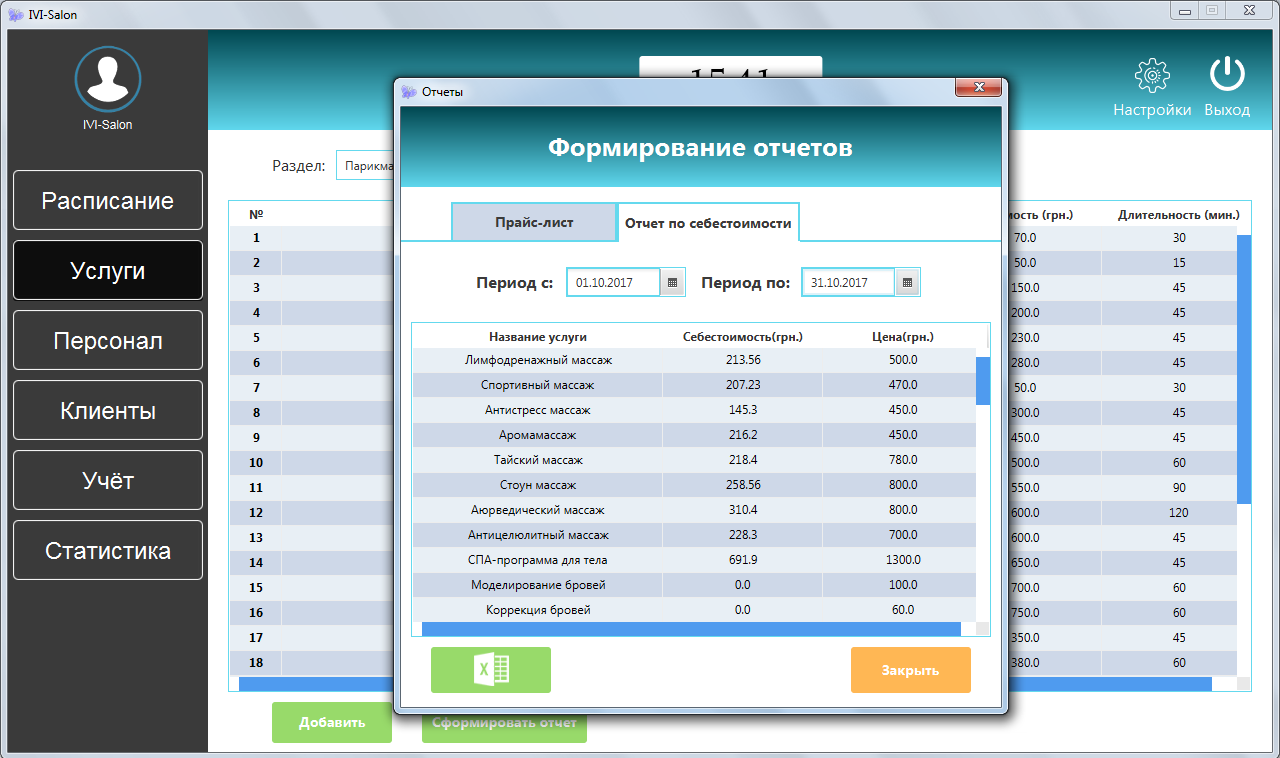 IVI-Salon
IVI-Salon
Расписание
Услуги
Персонал
Клиенты
Учёт
Статистика
Настройки
Выход
Раздел:
№
Длительность (мин.)
1 70.0 30
2 50.0 15
3 150.0 45
4 200.0 45
5 230.0 45
6 280.0 45
7 50.0 30
8 300.0 45
9 450.0 45
10 500.0 60
11 550.0 90
12 600.0 120
13 600.0 45
14 650.0 45
15 700.0 60
16 750.0 60
17 350.0 45
18 380.0 60
Добавить
Сформировать отчет
Отчеты
Формирование отчетов
Прайс-лист
Отчет по себестоимости
Период с: 01.10.2017 Период по: 31.10.2017
Название услуги Себестоимость(грн.) Цена(грн.)
Лимфодренажный массаж 213.56 500.0
Спортивный массаж 207.23 470.0
Антистресс массаж 145.3 450.0
Аромамассаж 216.2 450.0
Тайский массаж 218.4 780.0
Стоун массаж 258.56 800.0
Аюрведический массаж 310.4 800.0
Антицелюлитный массаж 228.3 700.0
СПА-программа для тела 691.9 1300.0
Моделирование бровей 0.0 100.0
Коррекция бровей 0.0 60.0
X
Закрыть